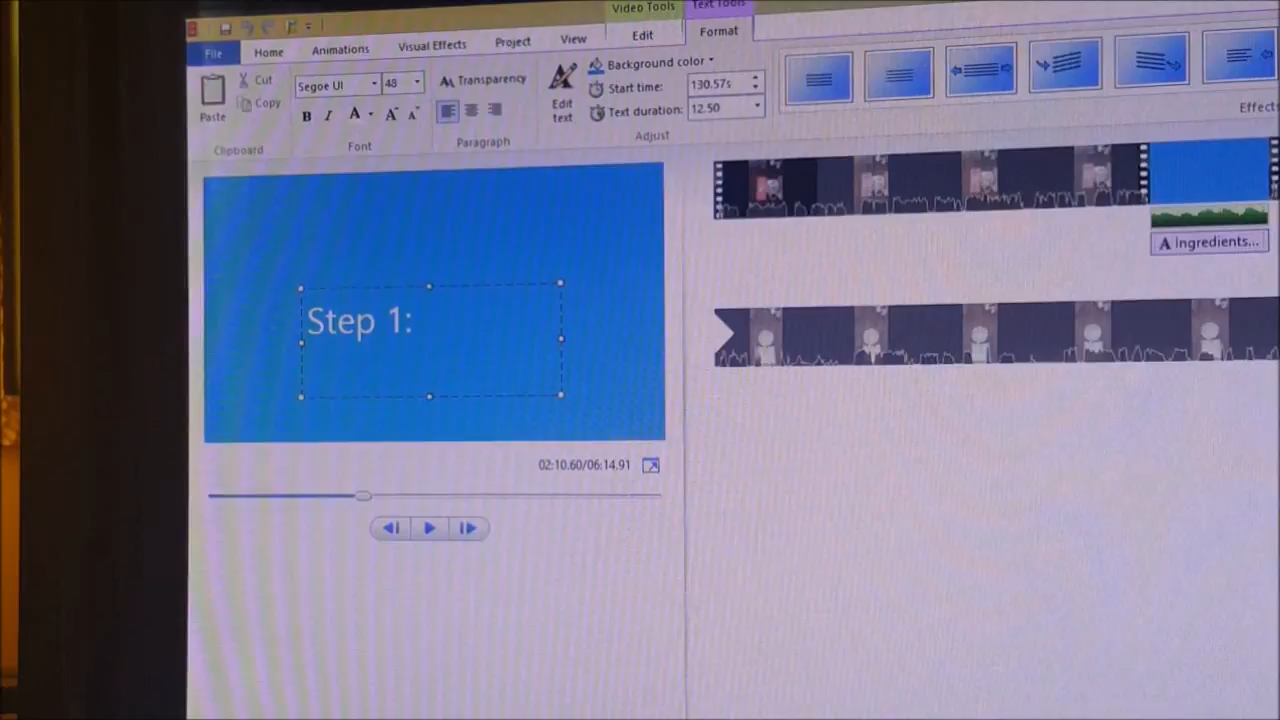 Video Tools
Text Tools
File
Home
Animations
Visual Effects
Project
View
Edit
Format
Paste
Cut
Copy
Clipboard
Segoe UI
48
B
I
A
A
A
Font
Transparency
Paragraph
Edit
text
Background color
Start time:
130.57s
Text duration:
12.50
Adjust
Effects
Step 1:
02:10.60/06:14.91
A Ingredients...